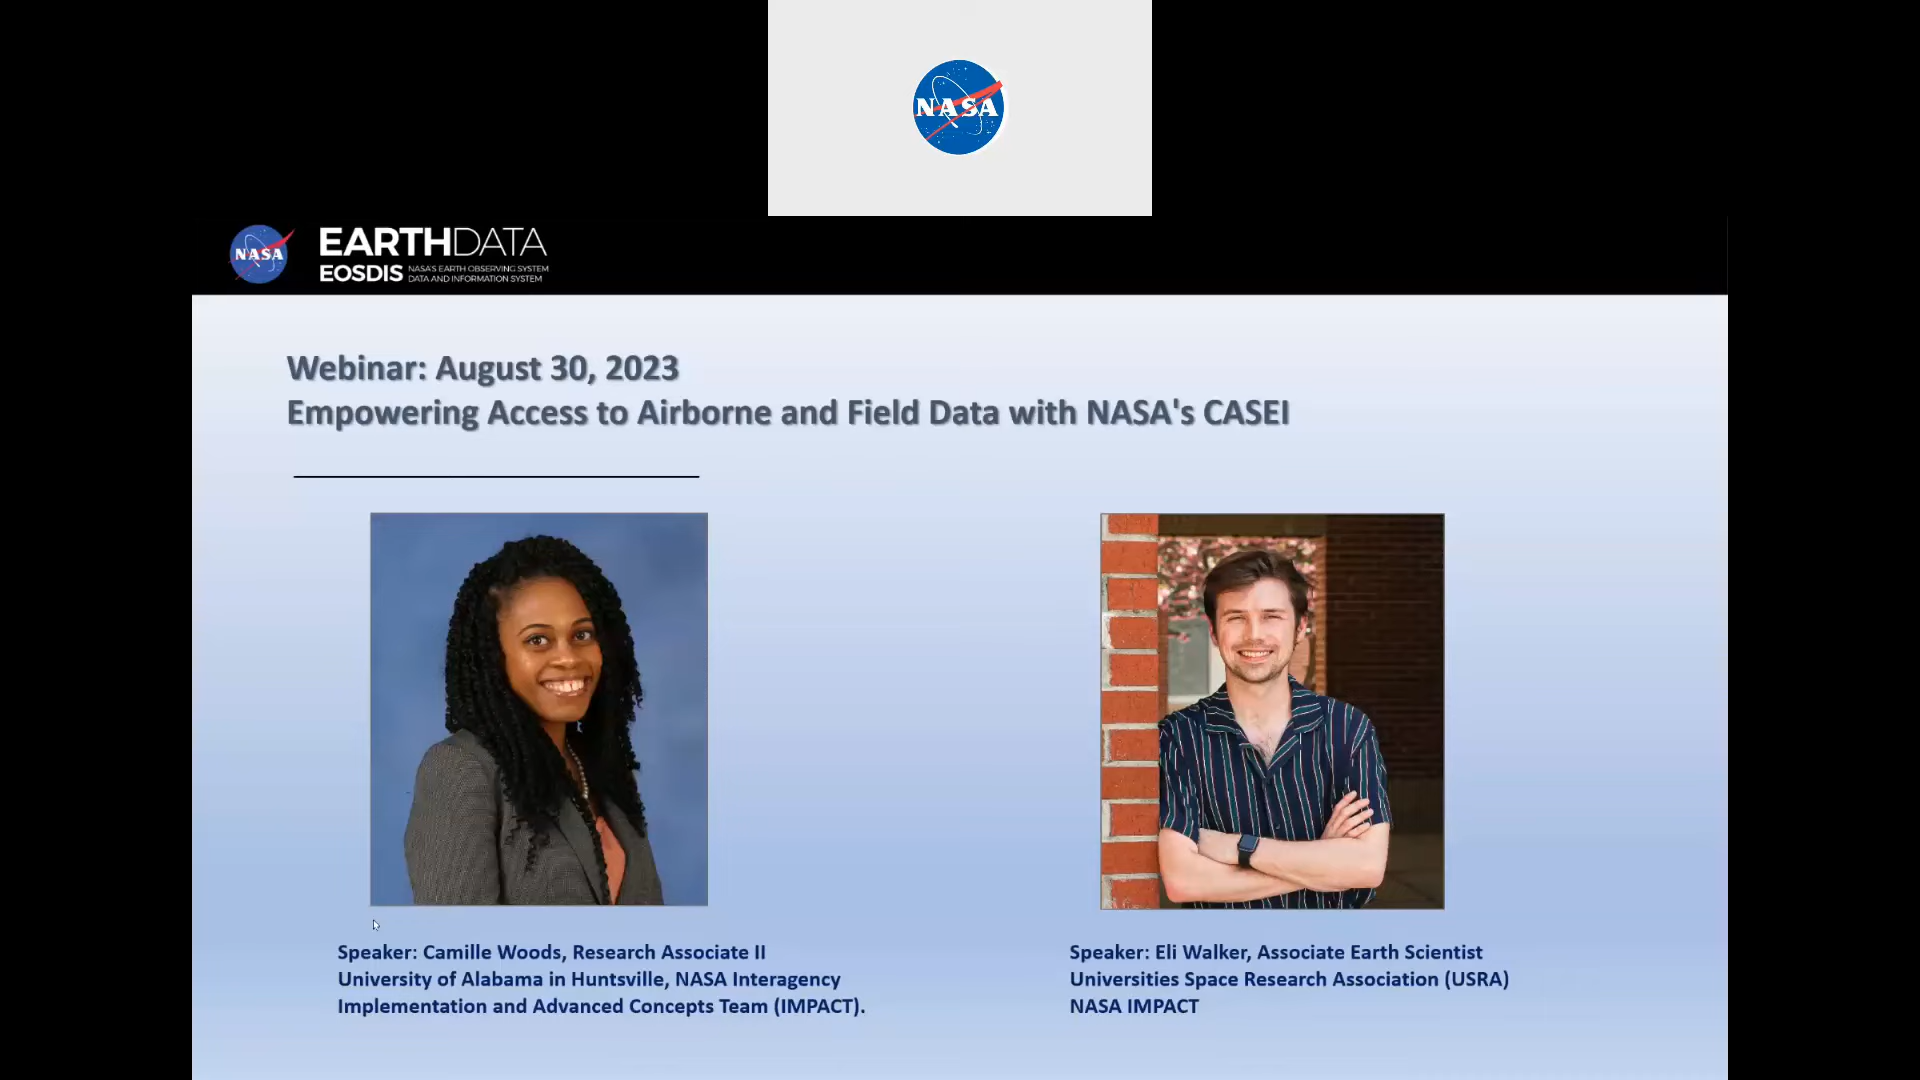 NASA
NASA
EARTHDATA
EOSDIS NASA'S EARTH OBSERVING SYSTEM
DATA AND INFORMATION SYSTEM
Webinar: August 30, 2023
Empowering Access to Airborne and Field Data with NASA's CASEI
Speaker: Camille Woods, Research Associate II
University of Alabama in Huntsville, NASA Interagency
Implementation and Advanced Concepts Team (IMPACT).
Speaker: Eli Walker, Associate Earth Scientist
Universities Space Research Association (USRA)
NASA IMPACT